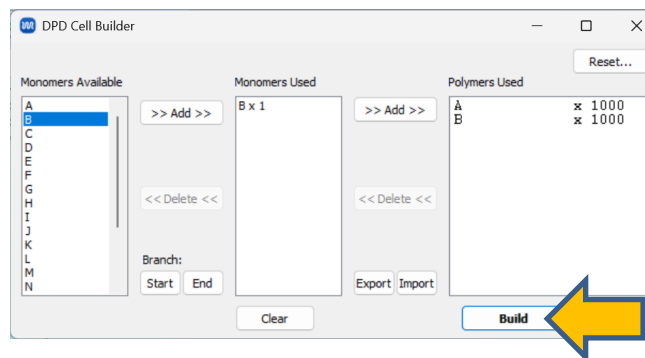 DPD Cell Builder
Reset...
Monomers Available
Monomers Used
Polymers Used
A
B
C
D
E
F
G
H
I
J
K
L
M
N
>> Add >>
<< Delete <<
Branch:
Start End
B x 1
Clear
>> Add >>
<< Delete <<
Export Import
A x 1000
B x 1000
Build